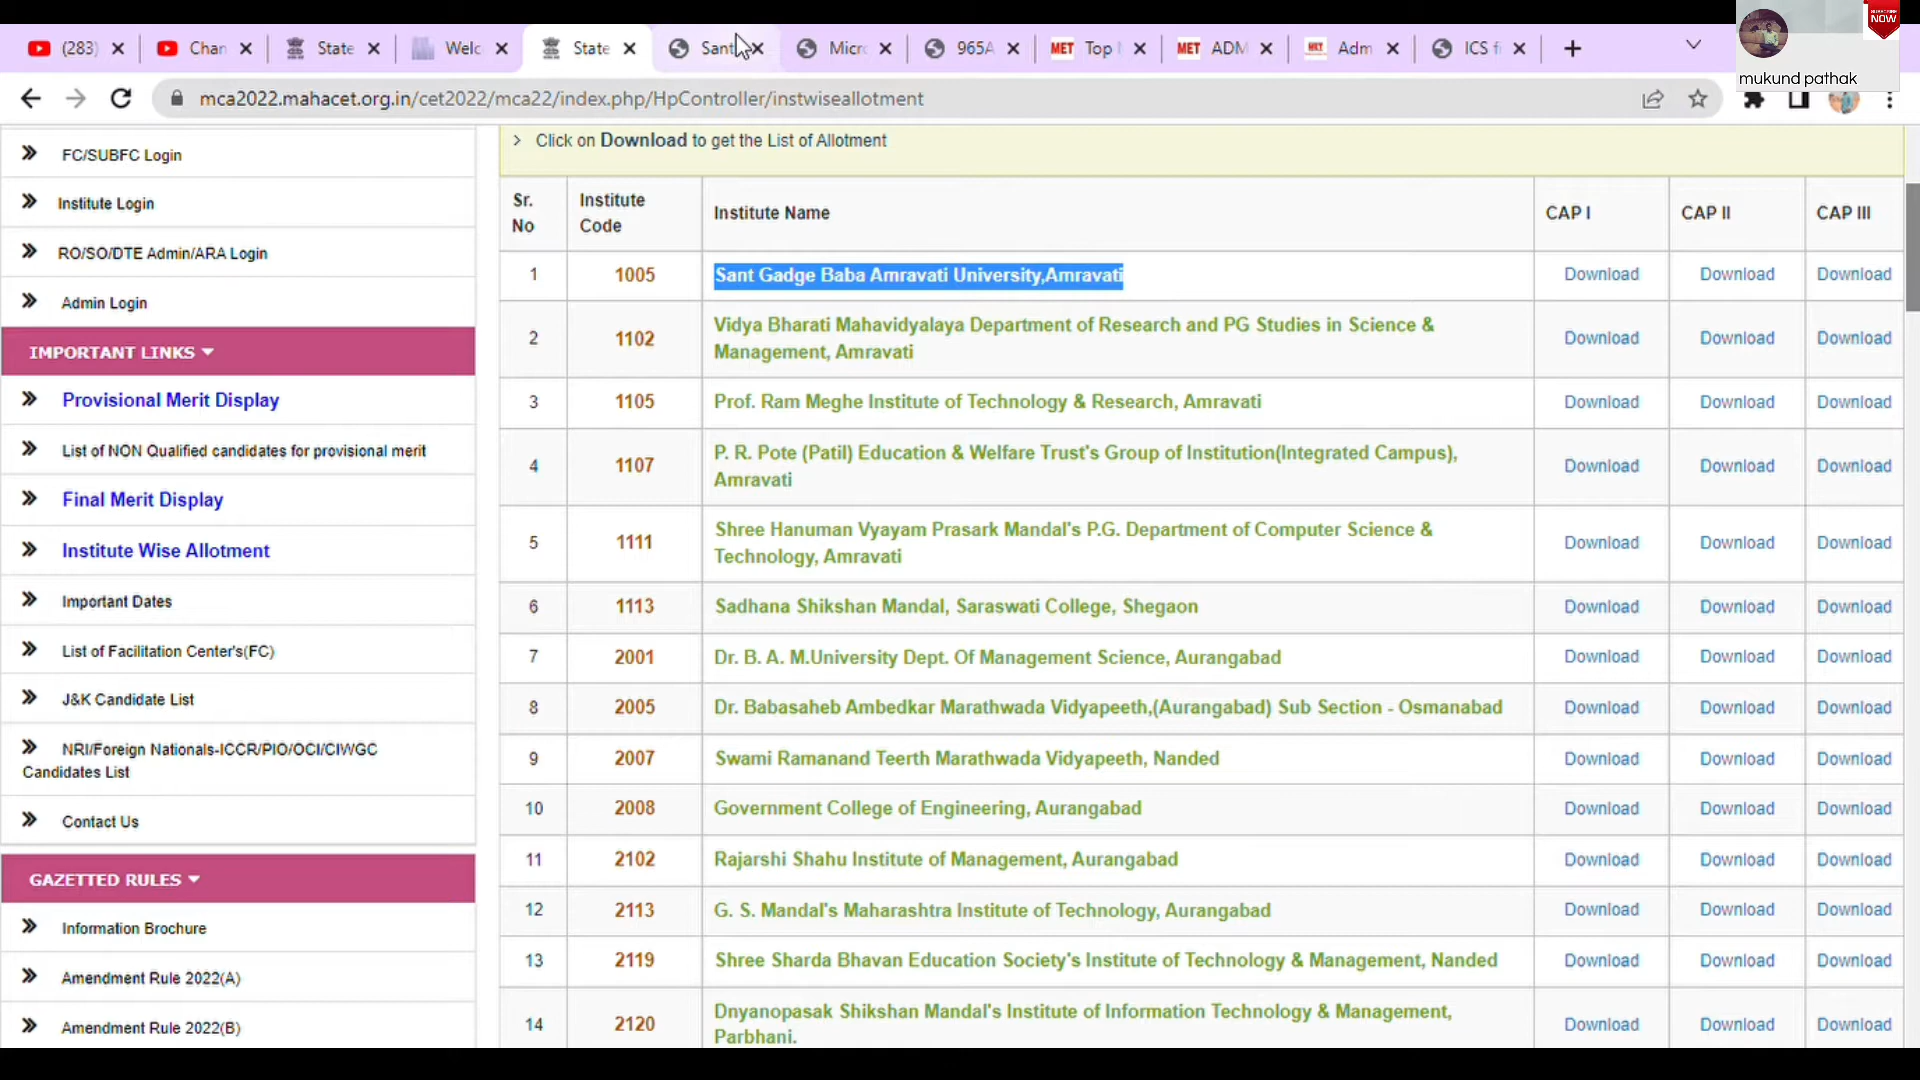 (283)
Chan
State
Welc
State
Sant
Micro
965A
MET Top
MET ADM
MET Adm
ICS f
NOW
mukund pathak
mca2022.mahacet.org.in/cet2022/mca22/index.php/HpController/instwiseallotment
FC/SUBFC Login
Institute Login
RO/SO/DTE Admin/ARA Login
Admin Login
IMPORTANT LINKS
Provisional Merit Display
List of NON Qualified candidates for provisional merit
Final Merit Display
Institute Wise Allotment
Important Dates
List of Facilitation Center's(FC)
J&K Candidate List
NRI/Foreign Nationals-ICCR/PIO/OCI/CIWGC
Candidates List
Contact Us
GAZETTED RULES
Information Brochure
Amendment Rule 2022(A)
Amendment Rule 2022(B)
Click on Download to get the List of Allotment
Sr. No Institute Code Institute Name CAP I CAP II CAP III
1 1005 Sant Gadge Baba Amravati University,Amravati Download Download Download
2 1102 Vidya Bharati Mahavidyalaya Department of Research and PG Studies in Science &
Management, Amravati Download Download Download
3 1105 Prof. Ram Meghe Institute of Technology & Research, Amravati Download Download Download
4 1107 P. R. Pote (Patil) Education & Welfare Trust's Group of Institution(Integrated Campus),
Amravati Download Download Download
5 1111 Shree Hanuman Vyayam Prasark Mandal's P.G. Department of Computer Science &
Technology, Amravati Download Download Download
6 1113 Sadhana Shikshan Mandal, Saraswati College, Shegaon Download Download Download
7 2001 Dr. B. A. M.University Dept. Of Management Science, Aurangabad Download Download Download
8 2005 Dr. Babasaheb Ambedkar Marathwada Vidyapeeth,(Aurangabad) Sub Section - Osmanabad Download Download Download
9 2007 Swami Ramanand Teerth Marathwada Vidyapeeth, Nanded Download Download Download
10 2008 Government College of Engineering, Aurangabad Download Download Download
11 2102 Rajarshi Shahu Institute of Management, Aurangabad Download Download Download
12 2113 G. S. Mandal's Maharashtra Institute of Technology, Aurangabad Download Download Download
13 2119 Shree Sharda Bhavan Education Society's Institute of Technology & Management, Nanded Download Download Download
14 2120 Dnyanopasak Shikshan Mandal's Institute of Information Technology & Management,
Parbhani. Download Download Download